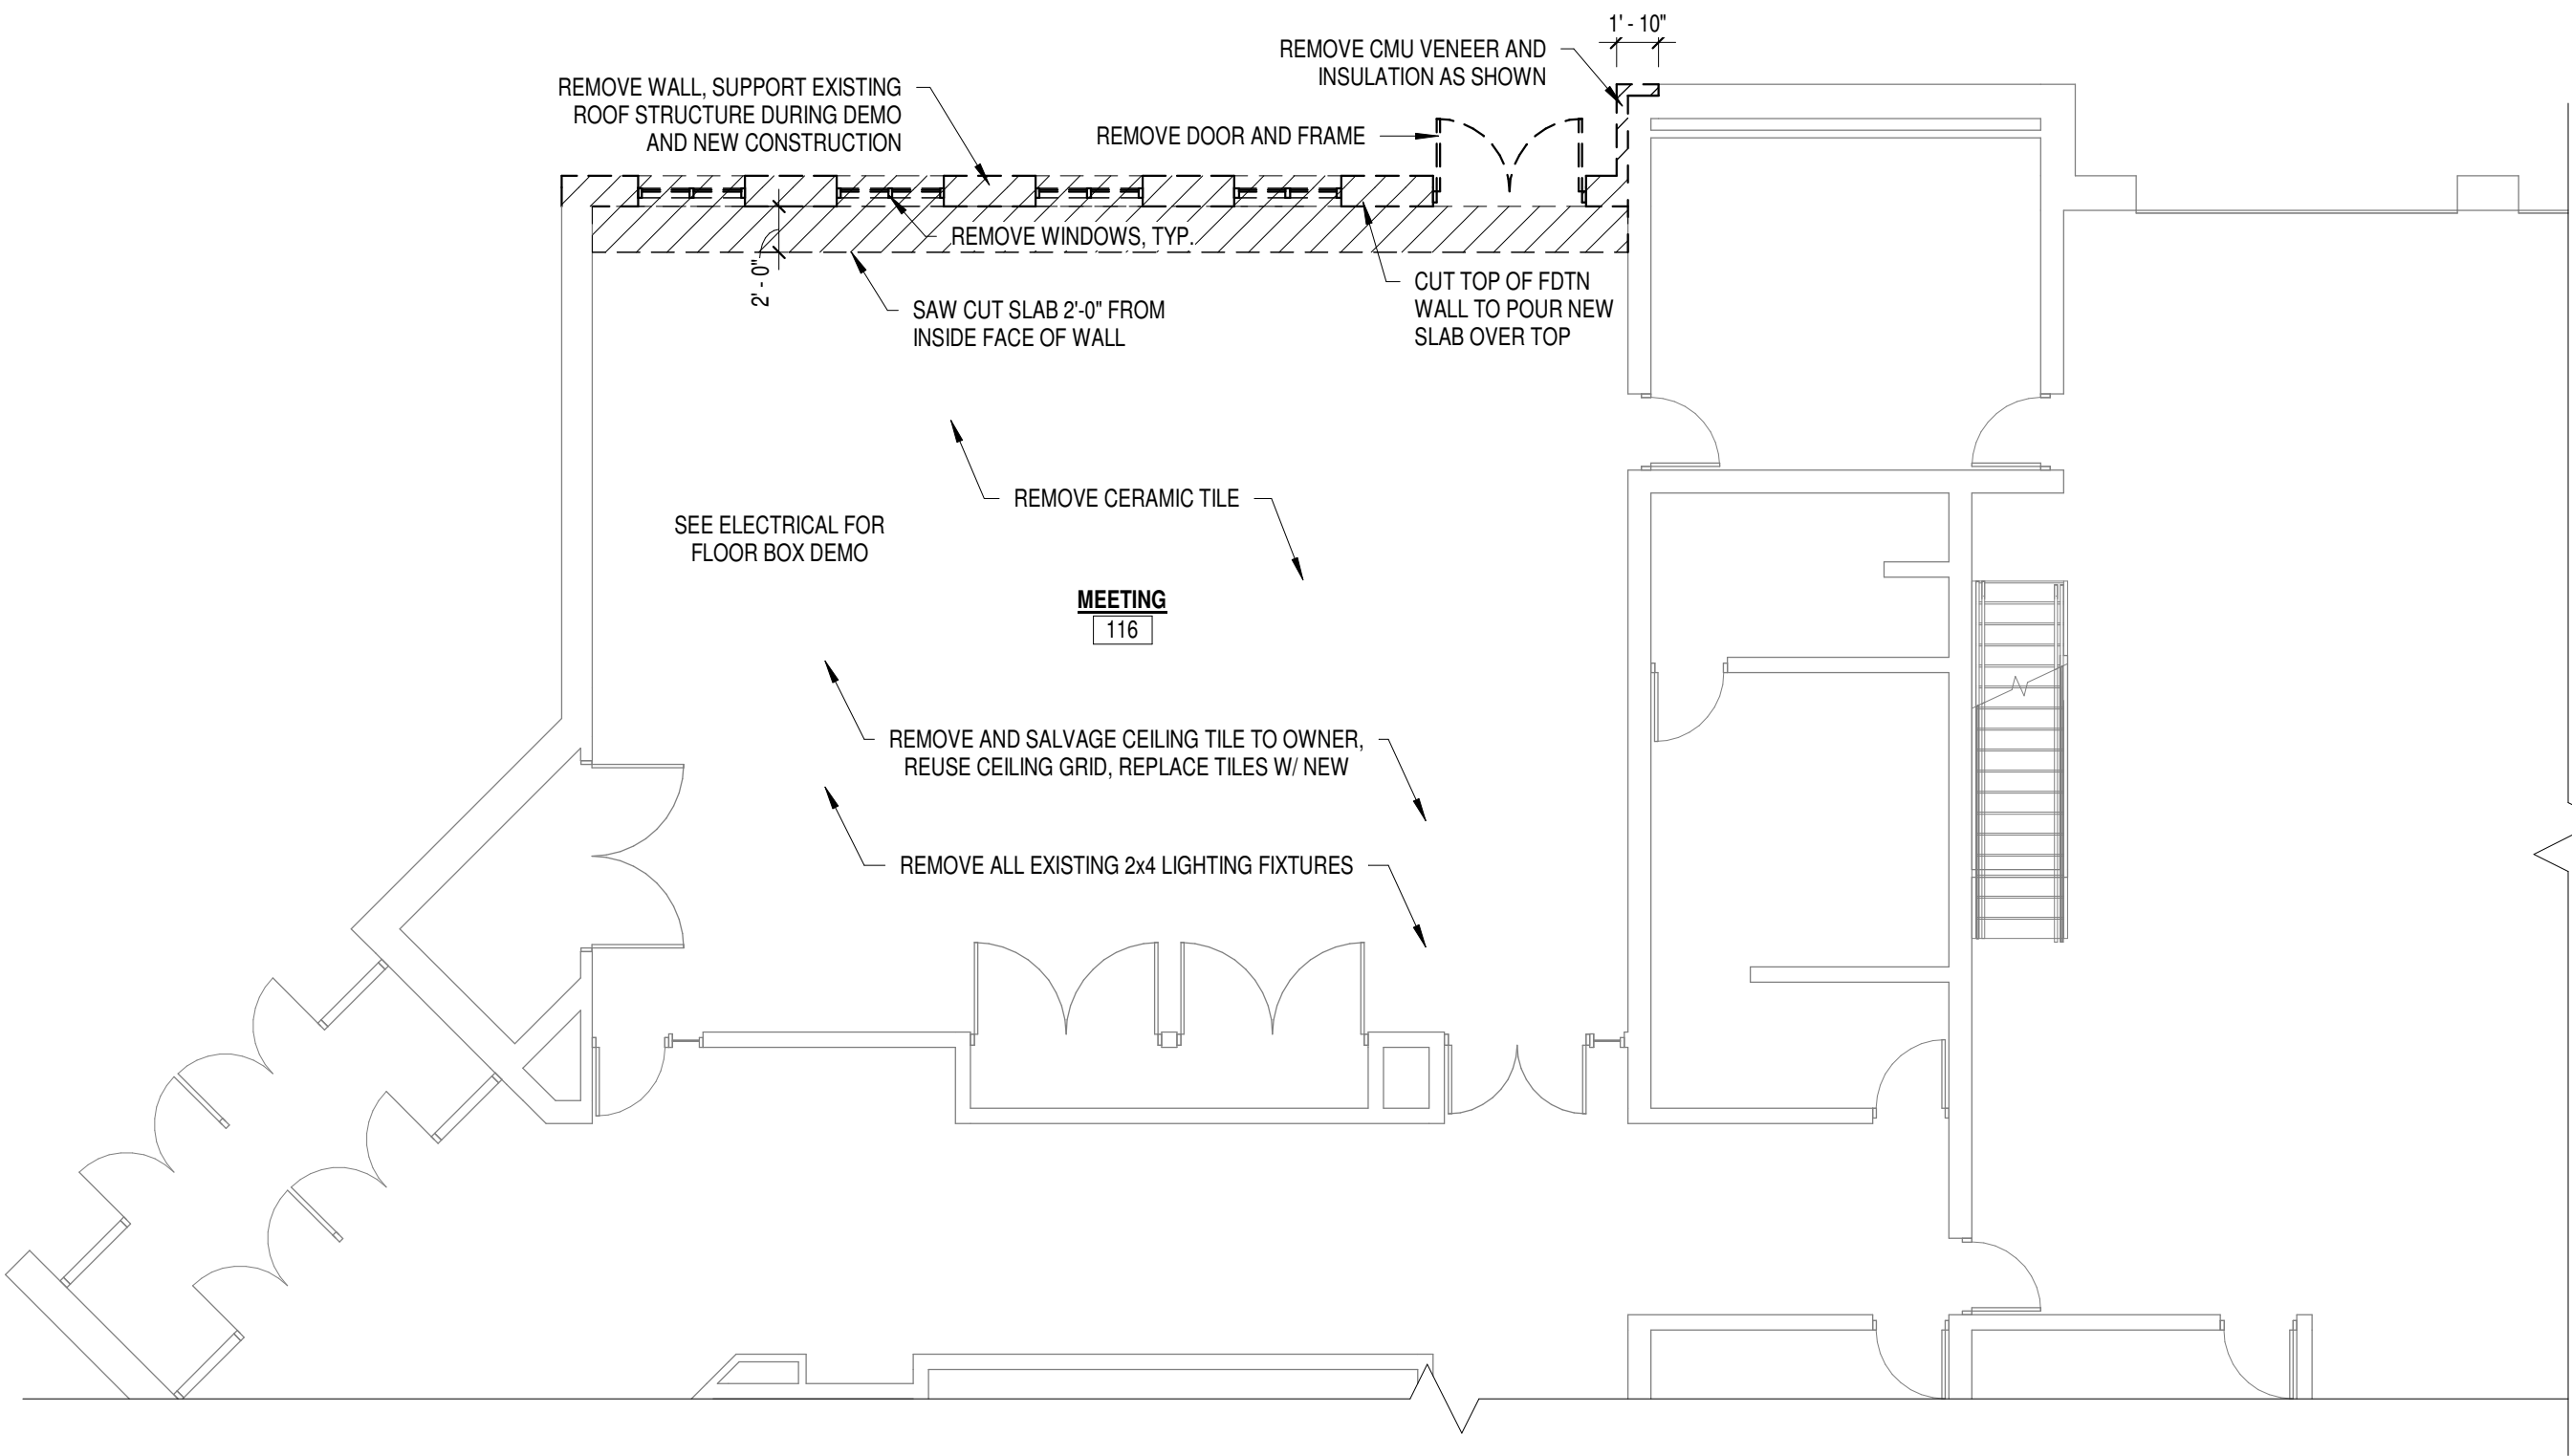 1' - 10"
REMOVE CMU VENEER AND
INSULATION AS SHOWN
REMOVE WALL, SUPPORT EXISTING
ROOF STRUCTURE DURING DEMO
AND NEW CONSTRUCTION
REMOVE DOOR AND FRAME
REMOVE WINDOWS, TYP.
2' - 0"
SAW CUT SLAB 2'-0" FROM
INSIDE FACE OF WALL
CUT TOP OF FDTN
WALL TO POUR NEW
SLAB OVER TOP
REMOVE CERAMIC TILE
SEE ELECTRICAL FOR
FLOOR BOX DEMO
MEETING
116
REMOVE AND SALVAGE CEILING TILE TO OWNER,
REUSE CEILING GRID, REPLACE TILES W/ NEW
REMOVE ALL EXISTING 2x4 LIGHTING FIXTURES